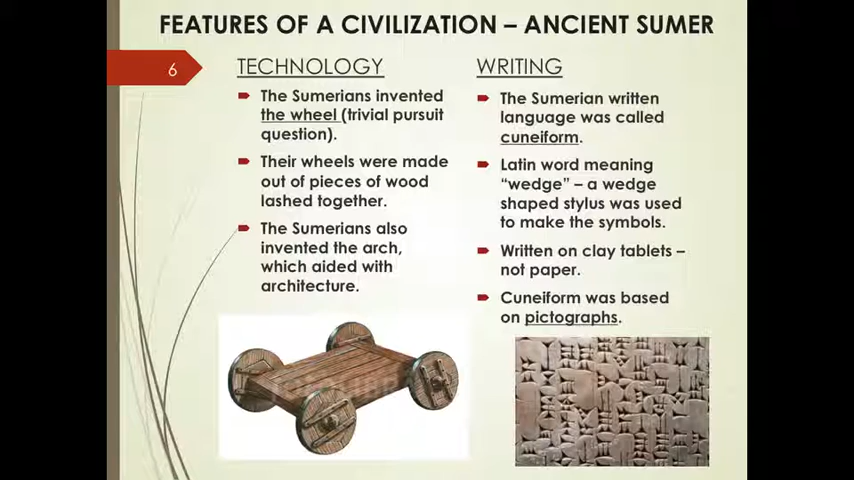 FEATURES OF A CIVILIZATION – ANCIENT SUMER
6
TECHNOLOGY
The Sumerians invented
the wheel (trivial pursuit
question).
Their wheels were made
out of pieces of wood
lashed together.
The Sumerians also
invented the arch,
which aided with
architecture.
WRITING
The Sumerian written
language was called
cuneiform.
Latin word meaning
“wedge” – a wedge
shaped stylus was used
to make the symbols.
Written on clay tablets –
not paper.
Cuneiform was based
on pictographs.